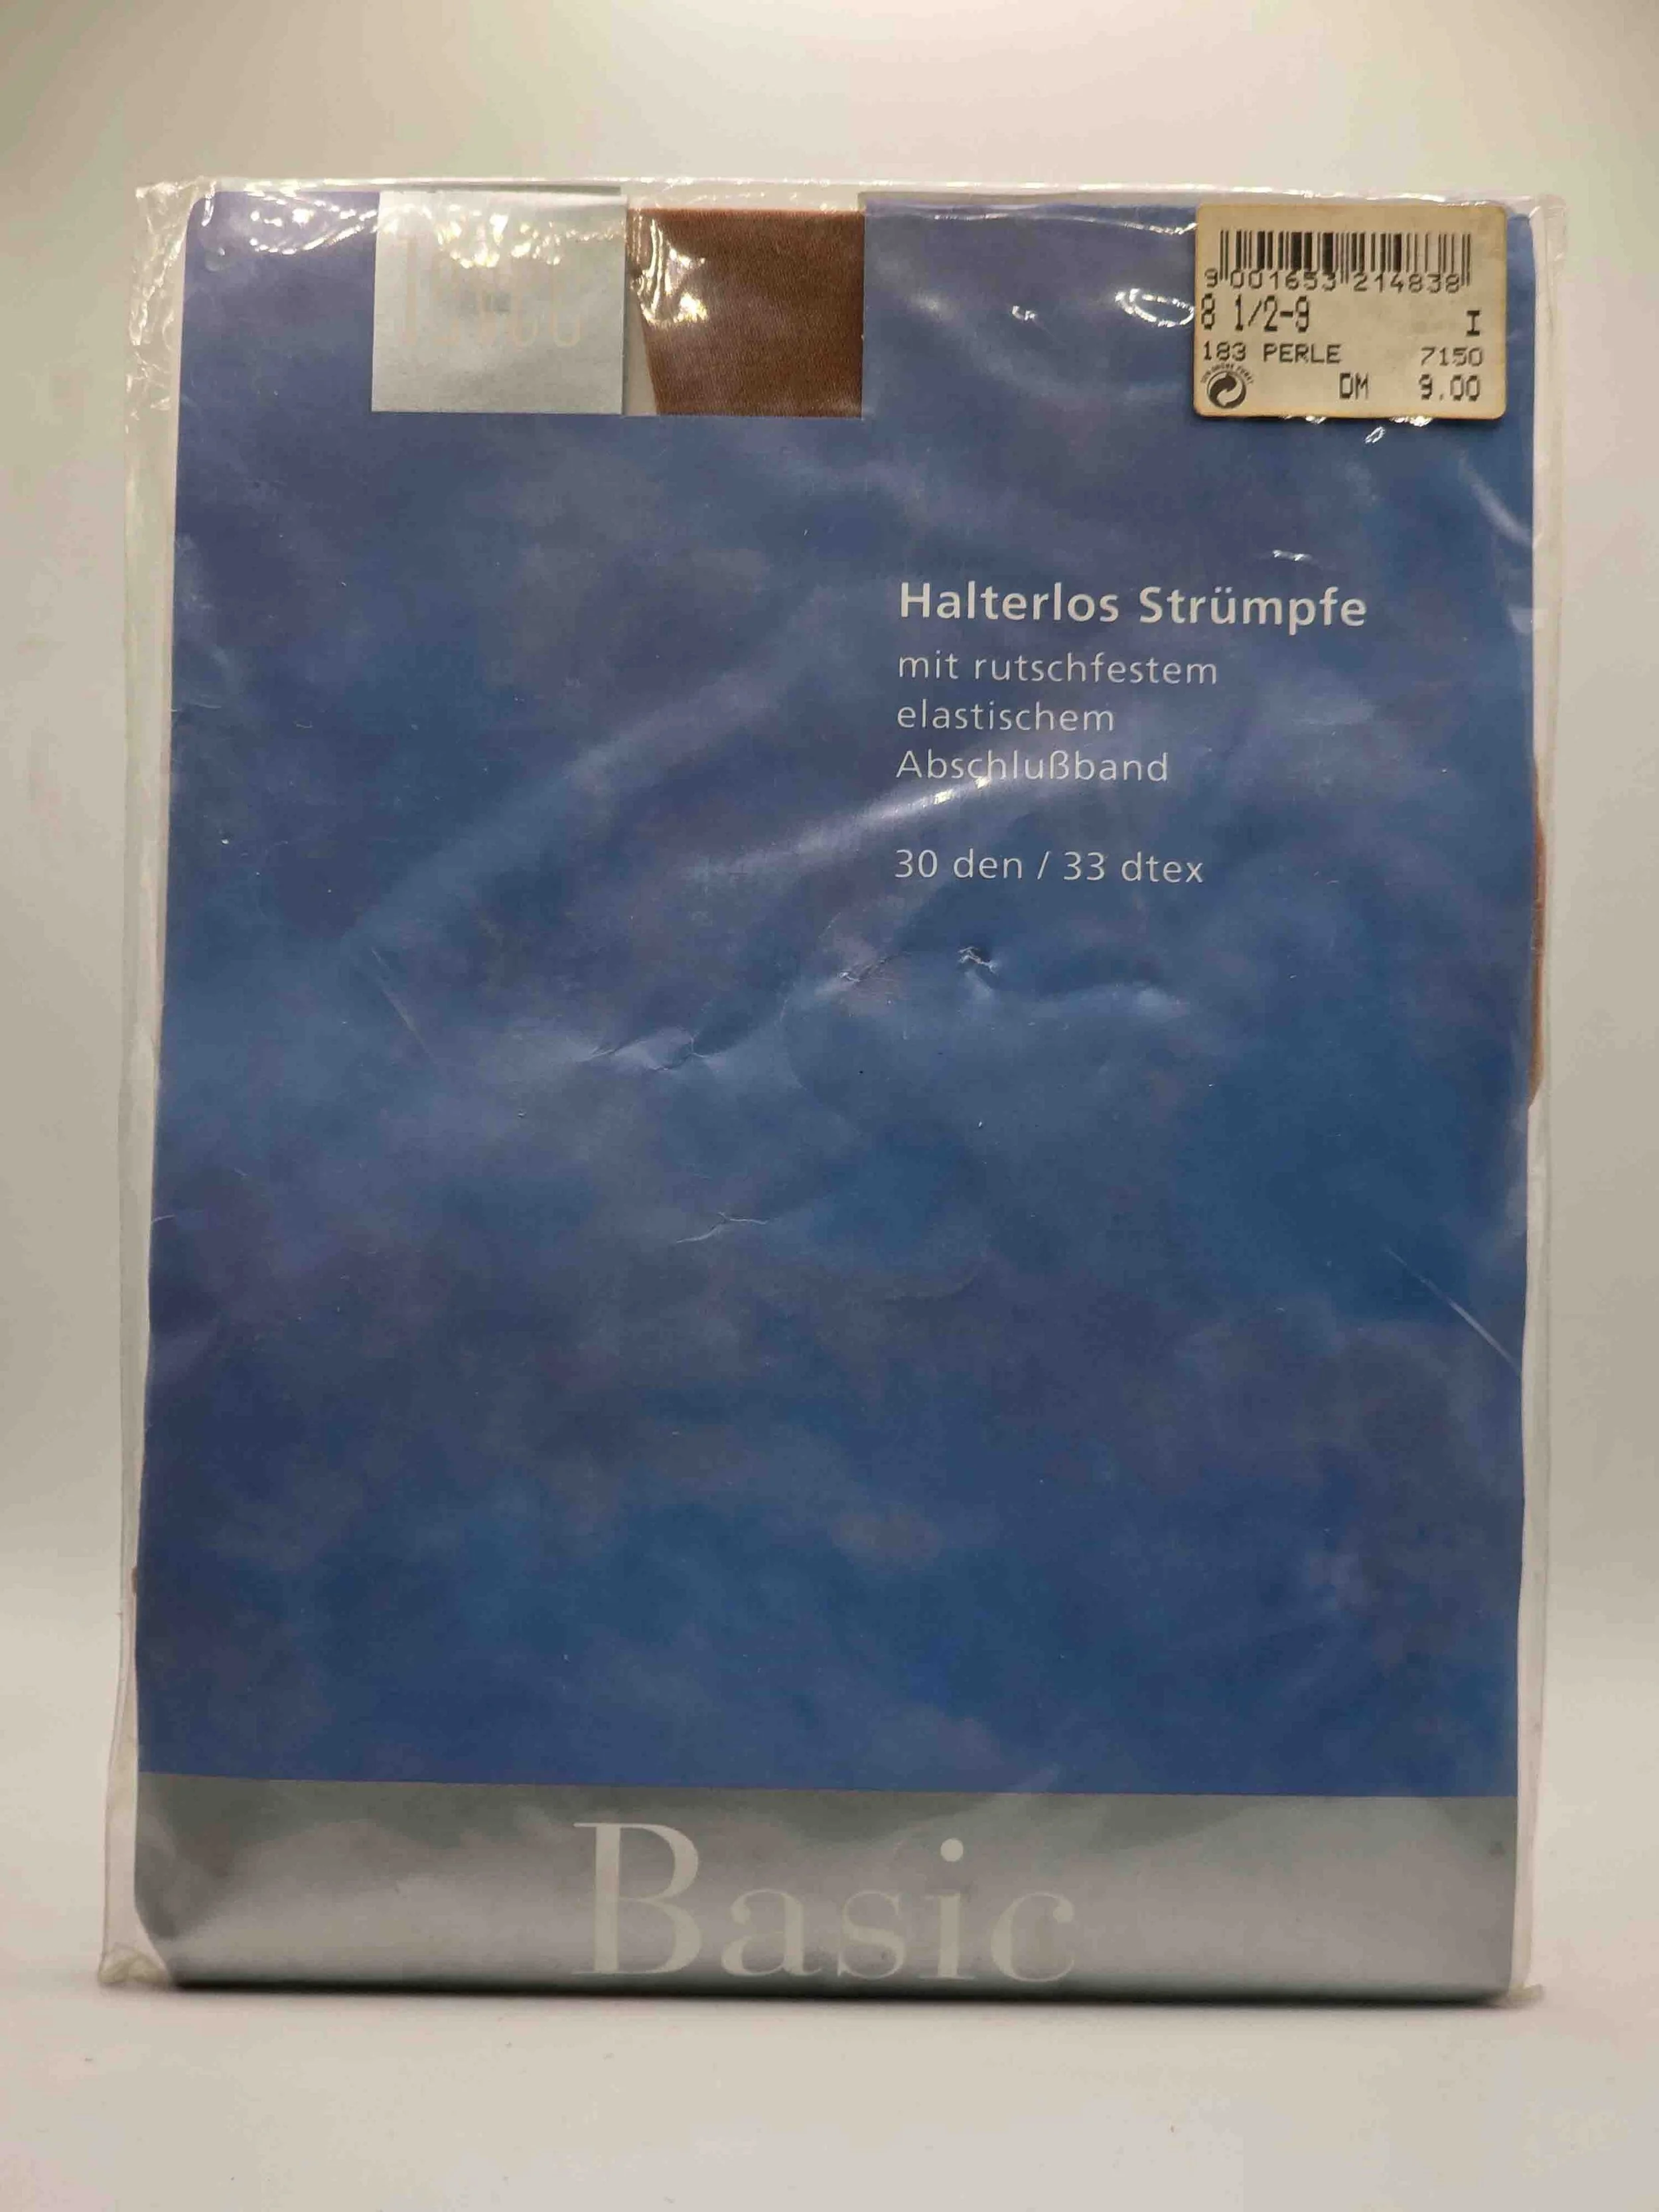 9 001653 214838
8 1/2-9 I
183 PERLE 7150
DM 9.00
Halterlos Strümpfe
mit rutschfestem
elastischem
Abschlußband
30 den / 33 dtex
Basic